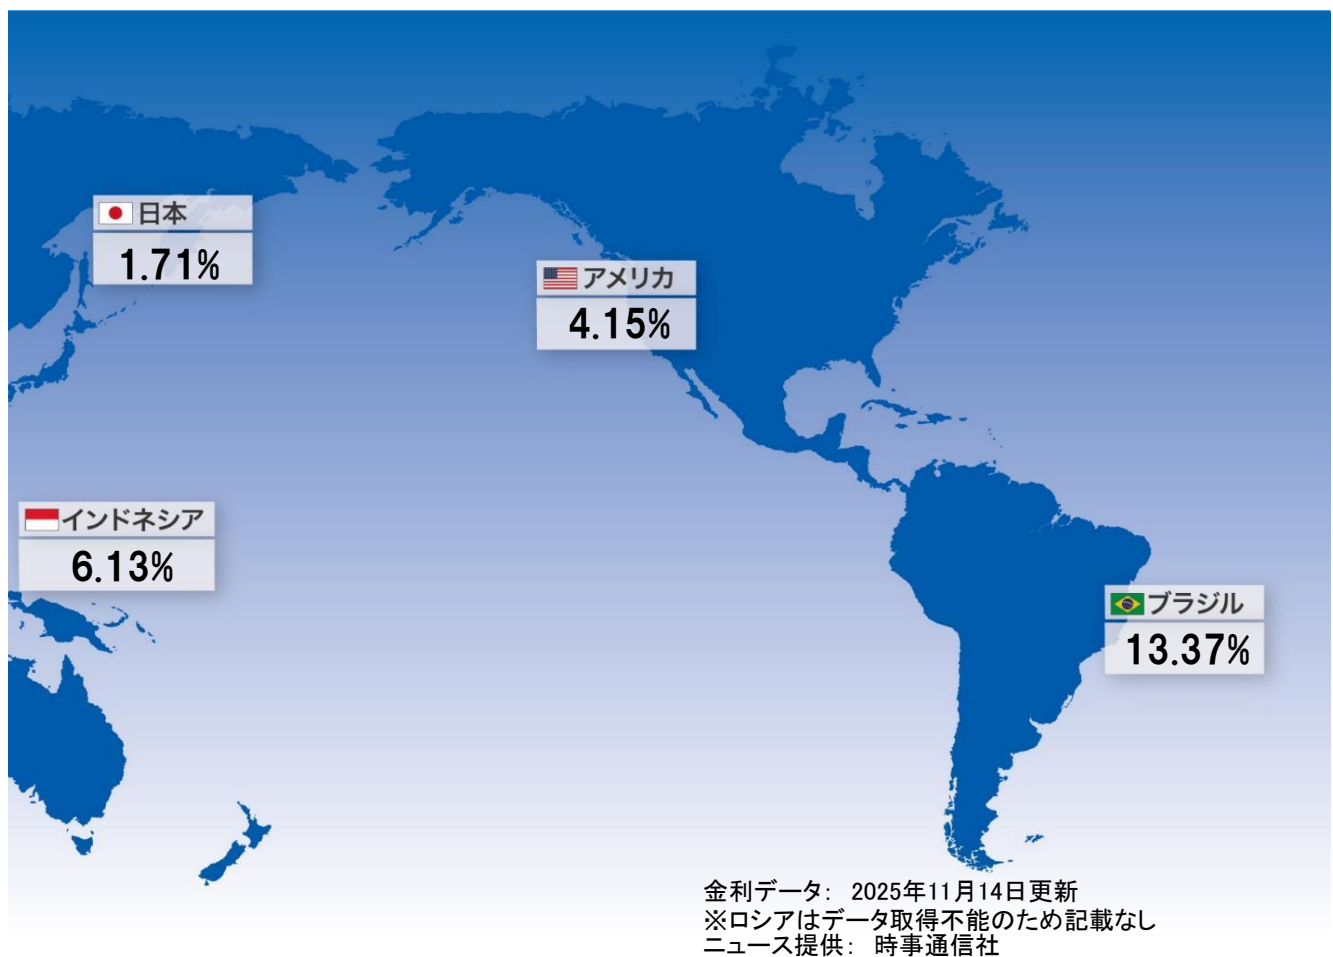 日本
1.71%
アメリカ
4.15%
インドネシア
6.13%
ブラジル
13.37%
金利データ: 2025年11月14日更新
※ロシアはデータ取得不能のため記載なし
ニュース提供: 時事通信社